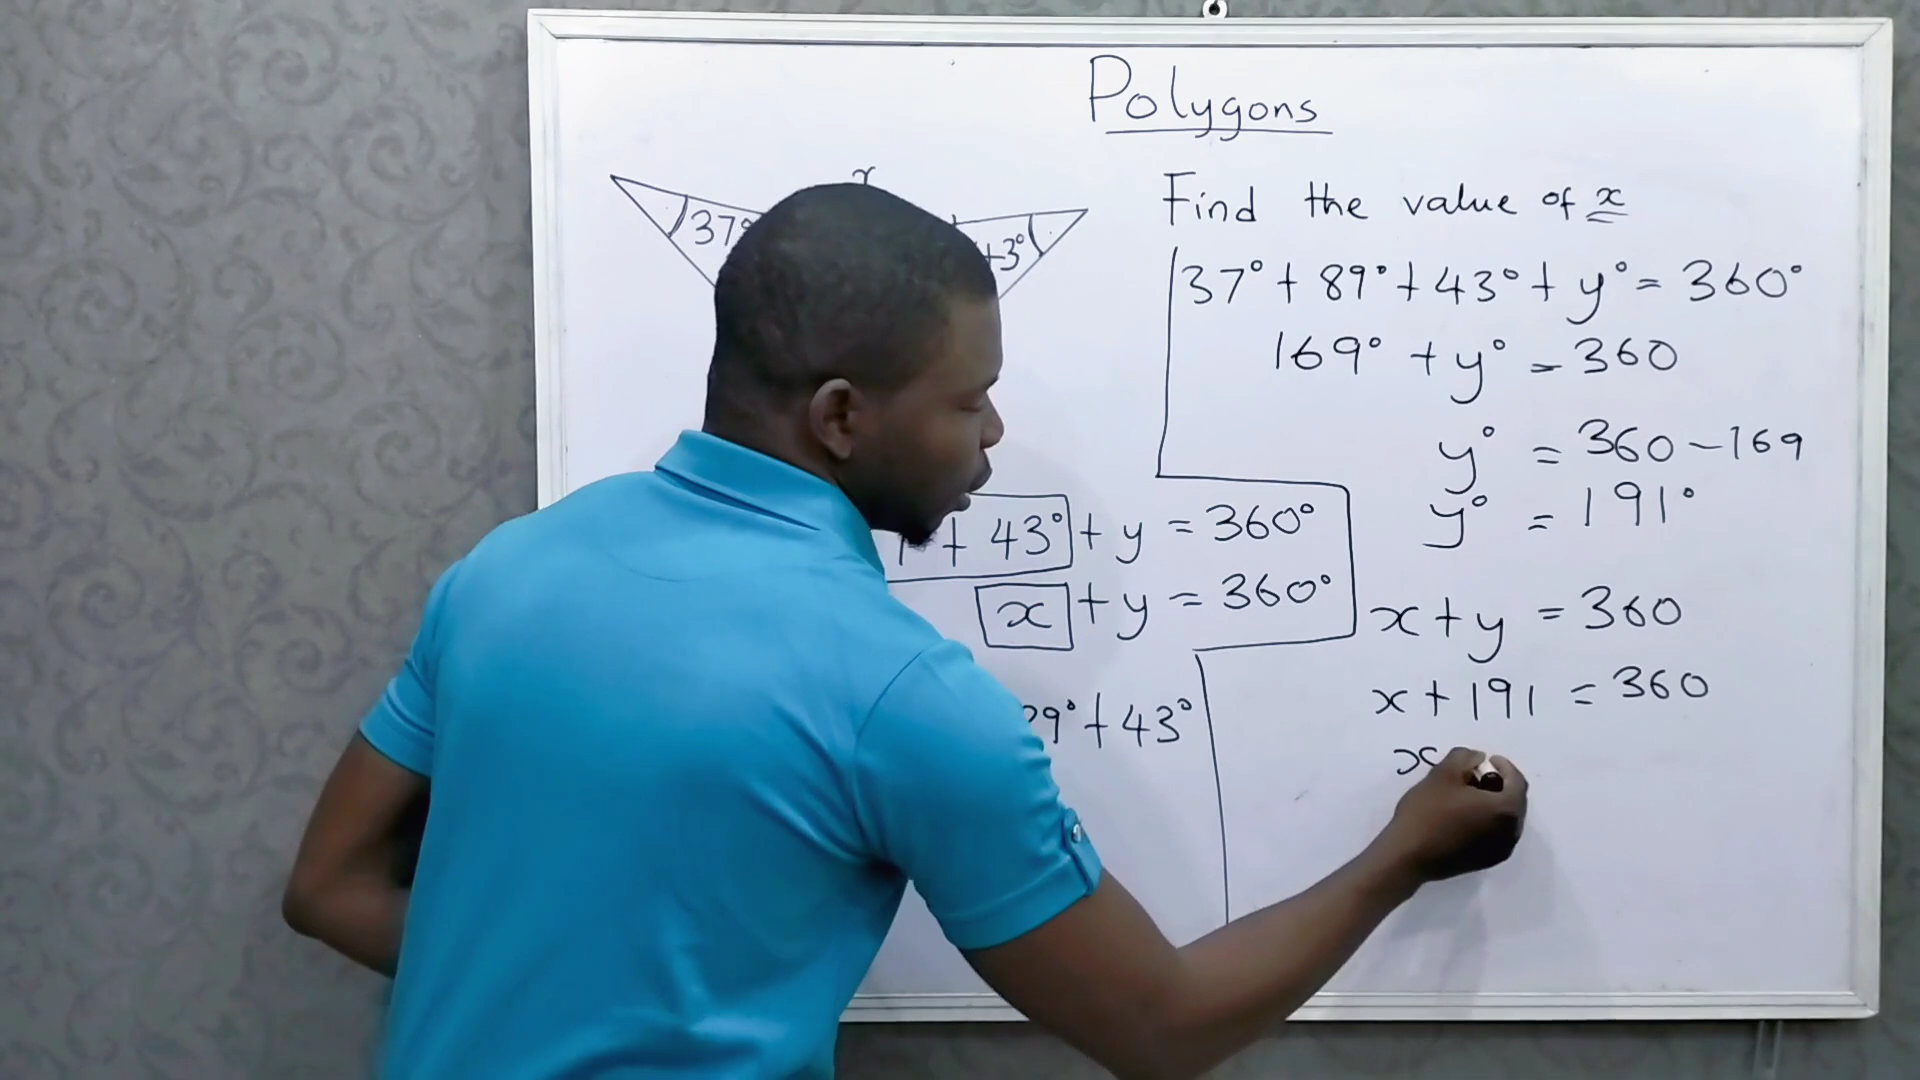 Polygons
x
37°
+3°
Find the value of x
37° + 89° + 43° + y° = 360°
169° + y° = 360
y° = 360 - 169
y° = 191°
+ 43° + y = 360°
x + y = 360°
9° + 43°
x + y = 360
x + 191 = 360
x